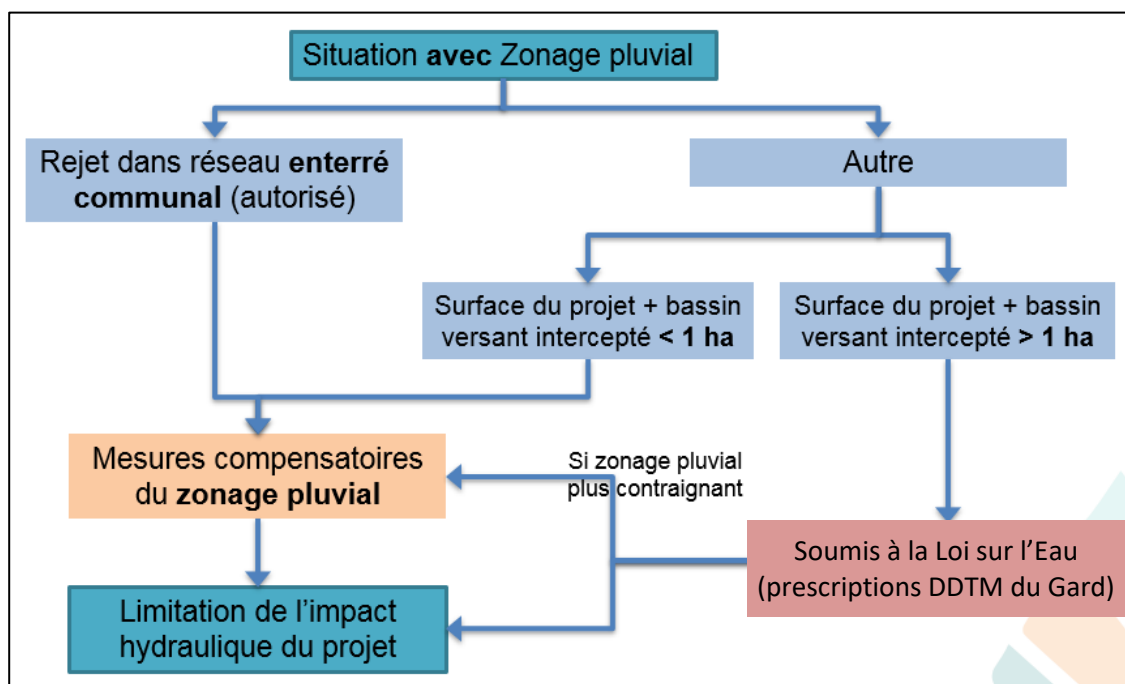 Situation avec Zonage pluvial
Rejet dans réseau enterré
communal (autorisé)
Autre
Surface du projet + bassin
versant intercepté < 1 ha
Surface du projet + bassin
versant intercepté > 1 ha
Mesures compensatoires
du zonage pluvial
Si zonage pluvial
plus contraignant
Soumis à la Loi sur l’Eau
(prescriptions DDTM du Gard)
Limitation de l’impact
hydraulique du projet